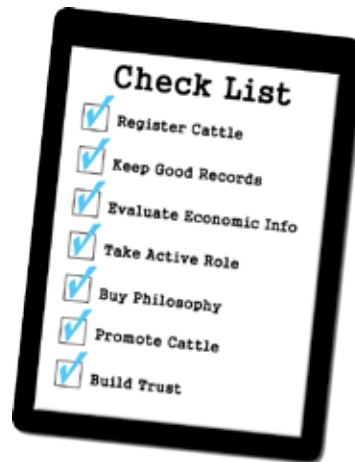 Check List
Register Cattle
Keep Good Records
Evaluate Economic Info
Take Active Role
Buy Philosophy
Promote Cattle
Build Trust